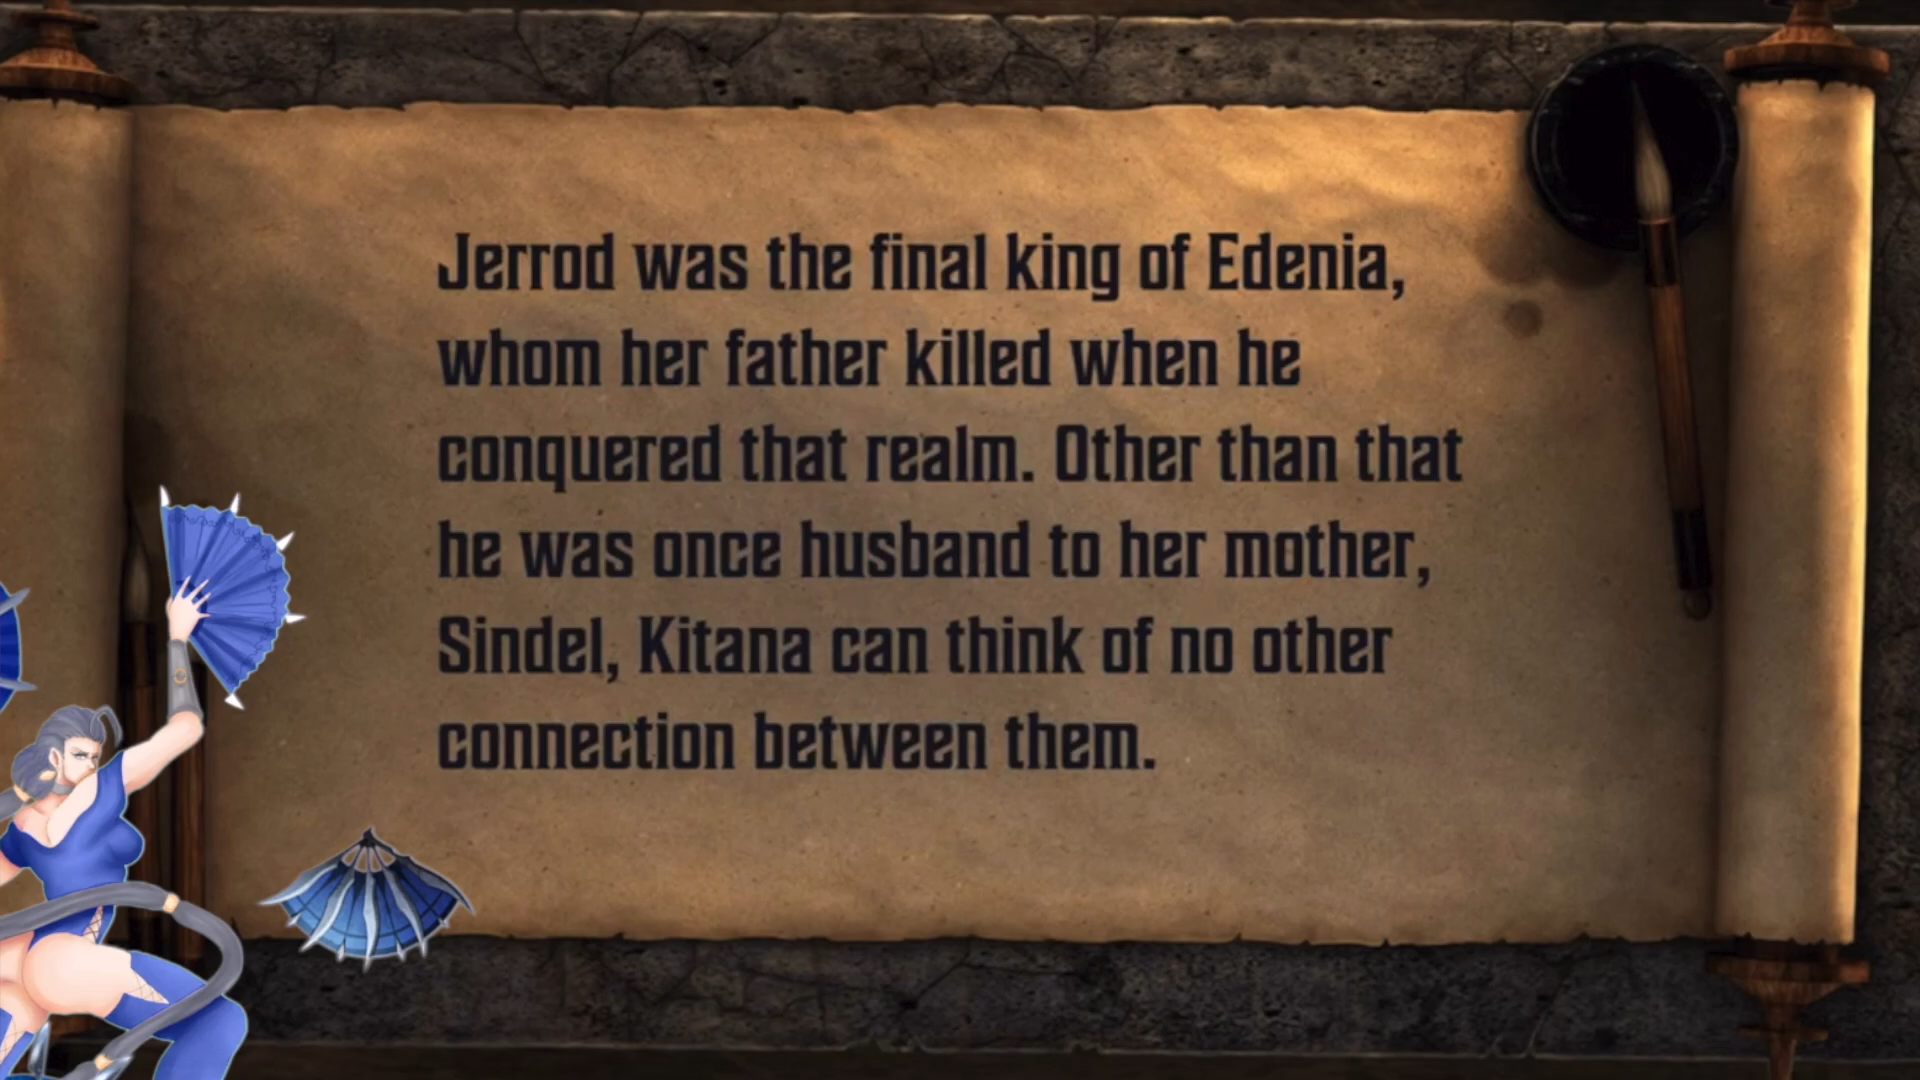 Jerrod was the final king of Edenia,
whom her father killed when he
conquered that realm. Other than that
he was once husband to her mother,
Sindel, Kitana can think of no other
connection between them.